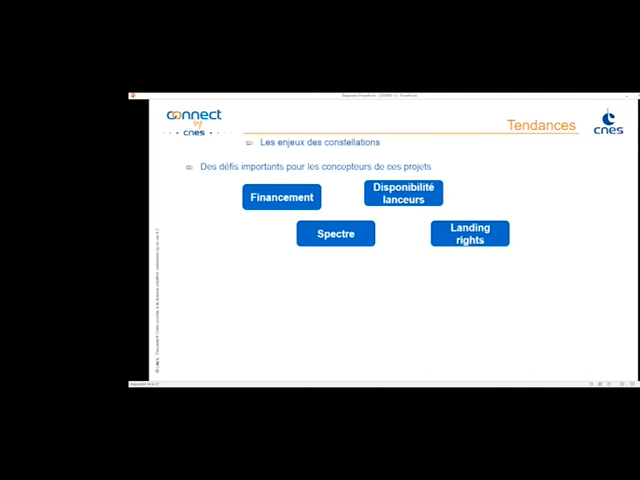 connect
by
cnes
Tendances
cnes
Les enjeux des constellations
Des défis importants pour les concepteurs de ces projets
Financement
Disponibilité
lanceurs
Spectre
Landing
rights